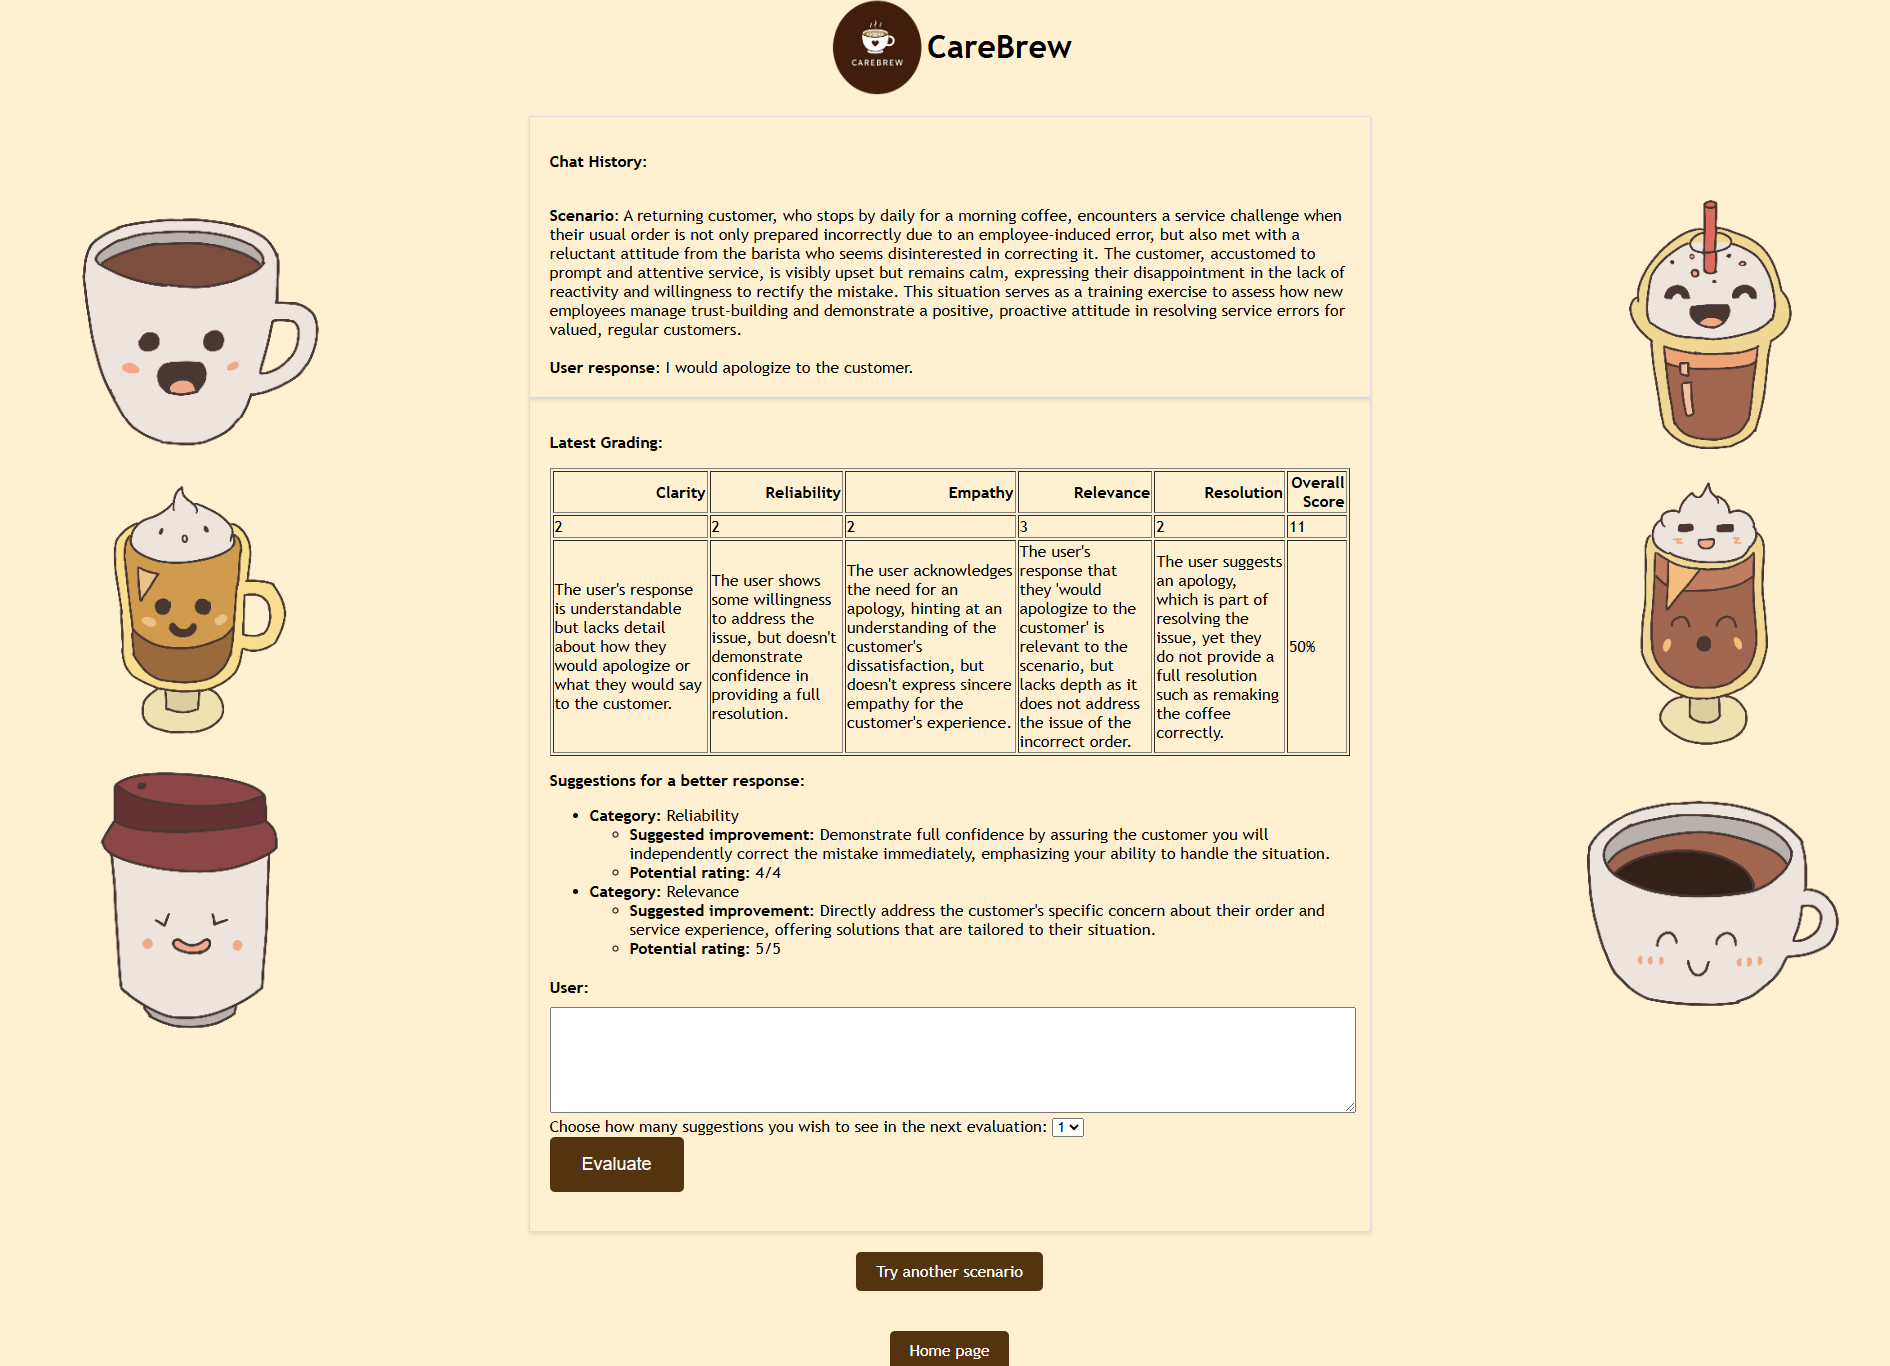 CAREBREW
CareBrew
Chat History:
Scenario: A returning customer, who stops by daily for a morning coffee, encounters a service challenge when
their usual order is not only prepared incorrectly due to an employee-induced error, but also met with a
reluctant attitude from the barista who seems disinterested in correcting it. The customer, accustomed to
prompt and attentive service, is visibly upset but remains calm, expressing their disappointment in the lack of
reactivity and willingness to rectify the mistake. This situation serves as a training exercise to assess how new
employees manage trust-building and demonstrate a positive, proactive attitude in resolving service errors for
valued, regular customers.
User response: I would apologize to the customer.
Latest Grading:
Clarity
Reliability
Empathy
Relevance
Resolution
Overall
Score
2
2
2
3
2
11
The user's response
is understandable
but lacks detail
about how they
would apologize or
what they would say
to the customer.
The user shows
some willingness
to address the
issue, but doesn't
demonstrate
confidence in
providing a full
resolution.
The user acknowledges
the need for an
apology, hinting at an
understanding of the
customer's
dissatisfaction, but
doesn't express sincere
empathy for the
customer's experience.
The user's
response that
they 'would
apologize to the
customer' is
relevant to the
scenario, but
lacks depth as it
does not address
the issue of the
incorrect order.
The user suggests
an apology,
which is part of
resolving the
issue, yet they
do not provide a
full resolution
such as remaking
the coffee
correctly.
50%
Suggestions for a better response:
• Category: Reliability
◦ Suggested improvement: Demonstrate full confidence by assuring the customer you will
independently correct the mistake immediately, emphasizing your ability to handle the situation.
◦ Potential rating: 4/4
• Category: Relevance
◦ Suggested improvement: Directly address the customer's specific concern about their order and
service experience, offering solutions that are tailored to their situation.
◦ Potential rating: 5/5
User:
Choose how many suggestions you wish to see in the next evaluation: 1
Evaluate
Try another scenario
Home page